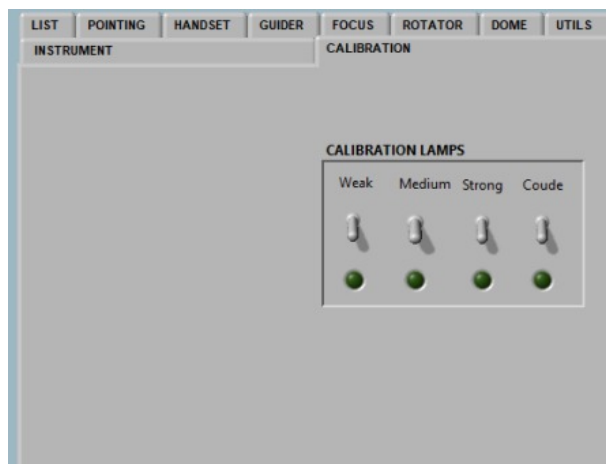 LIST POINTING HANDSET GUIDER FOCUS ROTATOR DOME UTILS
INSTRUMENT CALIBRATION
CALIBRATION LAMPS
Weak Medium Strong Coude